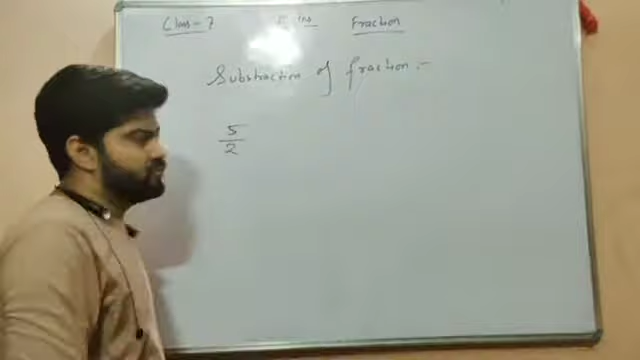 Class - 7 Fraction
Substraction of fraction :-
5
2